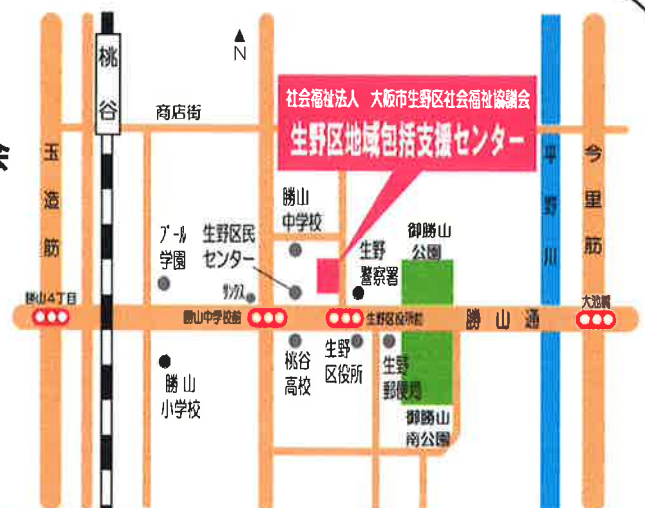 会
桃谷
N
商店街
社会福祉法人 大阪市生野区社会福祉協議会
生野区地域包括支援センター
玉造筋
平野川
今里筋
勝山
中学校
プール
学園
生野区民
センター
御勝山
公園
生野
警察署
サンクス
勝山4丁目
勝山中学校前
生野区役所前
勝山通
大池橋
桃谷
高校
生野
区役所
生野
郵便局
勝山
小学校
御勝山
南公園